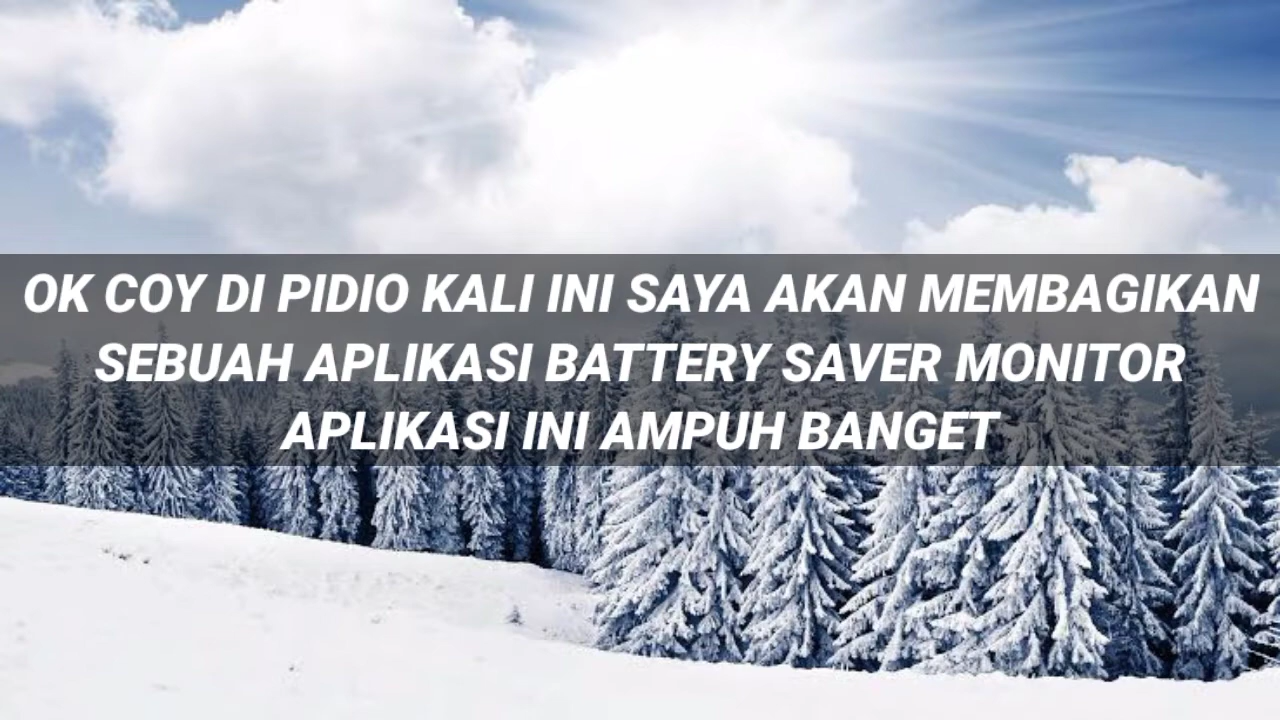 OK COY DI PIDIO KALI INI SAYA AKAN MEMBAGIKAN
SEBUAH APLIKASI BATTERY SAVER MONITOR
APLIKASI INI AMPUH BANGET